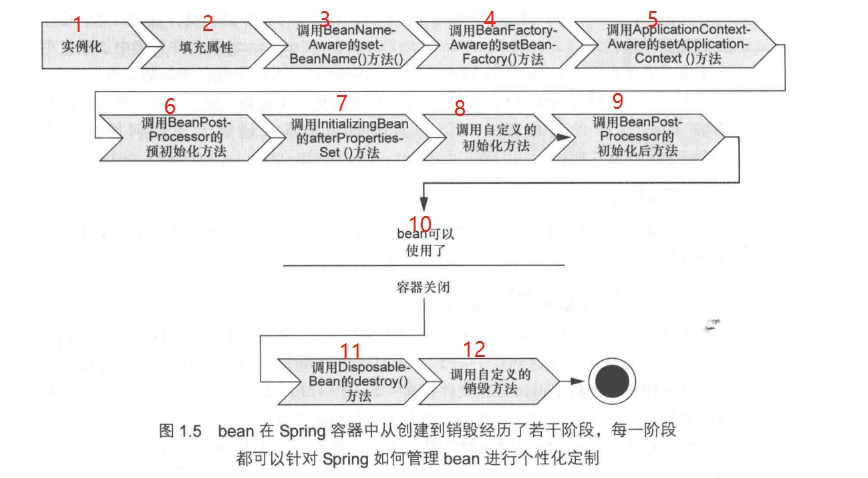 1
实例化
2
填充属性
3
调用BeanName-
Aware的set-
BeanName()方法()
4
调用BeanFactory-
Aware的setBean-
Factory()方法
5
调用ApplicationContext-
Aware的setApplication-
Context ()方法
6
调用BeanPost-
Processor的
预初始化方法
7
调用InitializingBean
的afterProperties-
Set ()方法
8
调用自定义的
初始化方法
9
调用BeanPost-
Processor的
初始化后方法
10
bean可以
使用了
容器关闭
11
调用Disposable-
Bean的destroy()
方法
12
调用自定义的
销毁方法
图 1.5 bean 在 Spring 容器中从创建到销毁经历了若干阶段，每一阶段
都可以针对 Spring 如何管理 bean 进行个性化定制